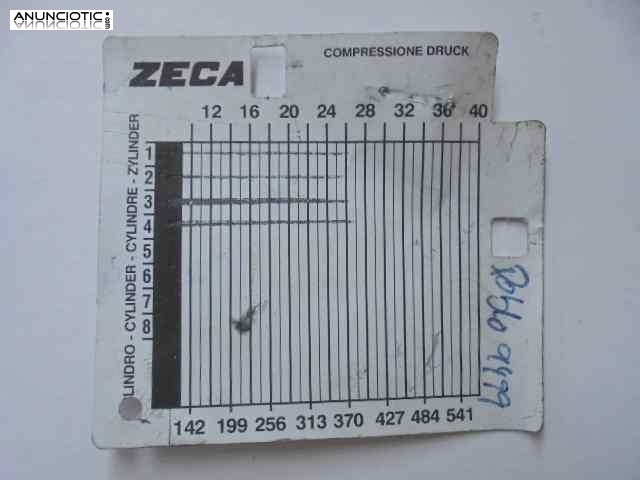 ANUNCIOTIC.com
ZECA
COMPRESSIONE DRUCK
12 16 20 24 28 32 36 40
LINDRO - CYLINDER - CYLINDRE - ZYLINDER
1
2
3
4
5
6
7
8
142 199 256 313 370 427 484 541